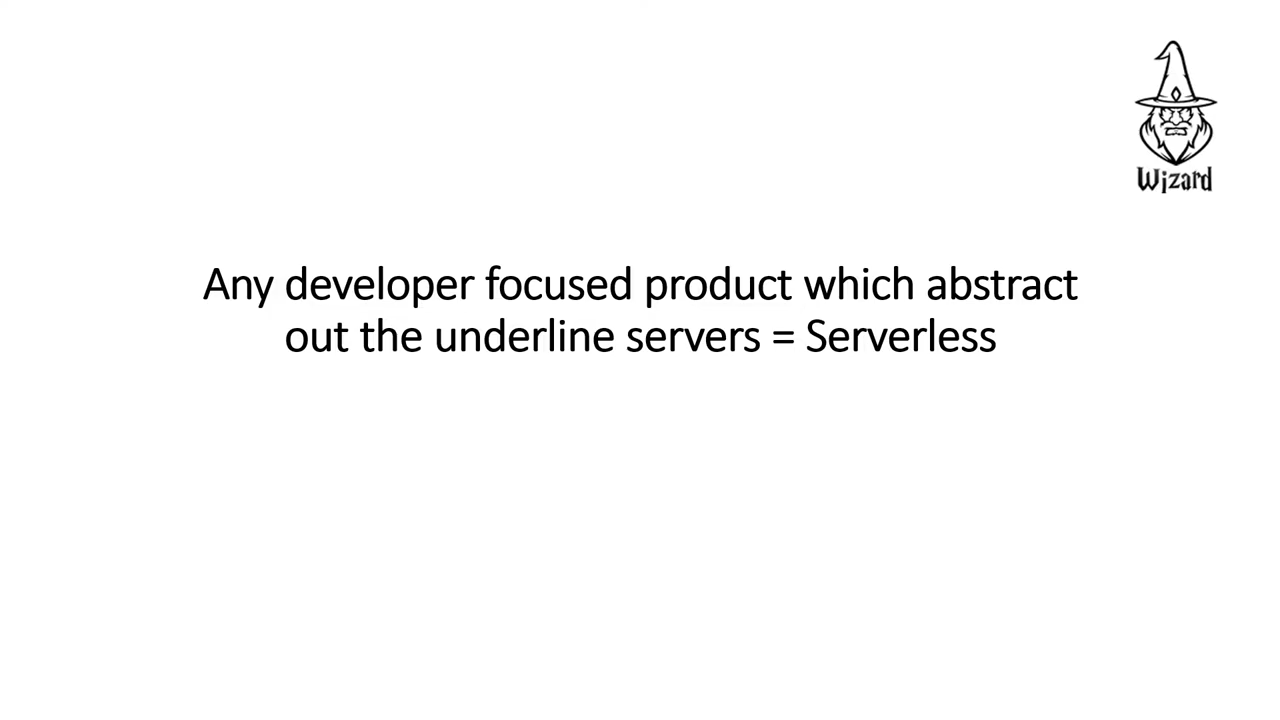 Wizard
Any developer focused product which abstract
out the underline servers = Serverless